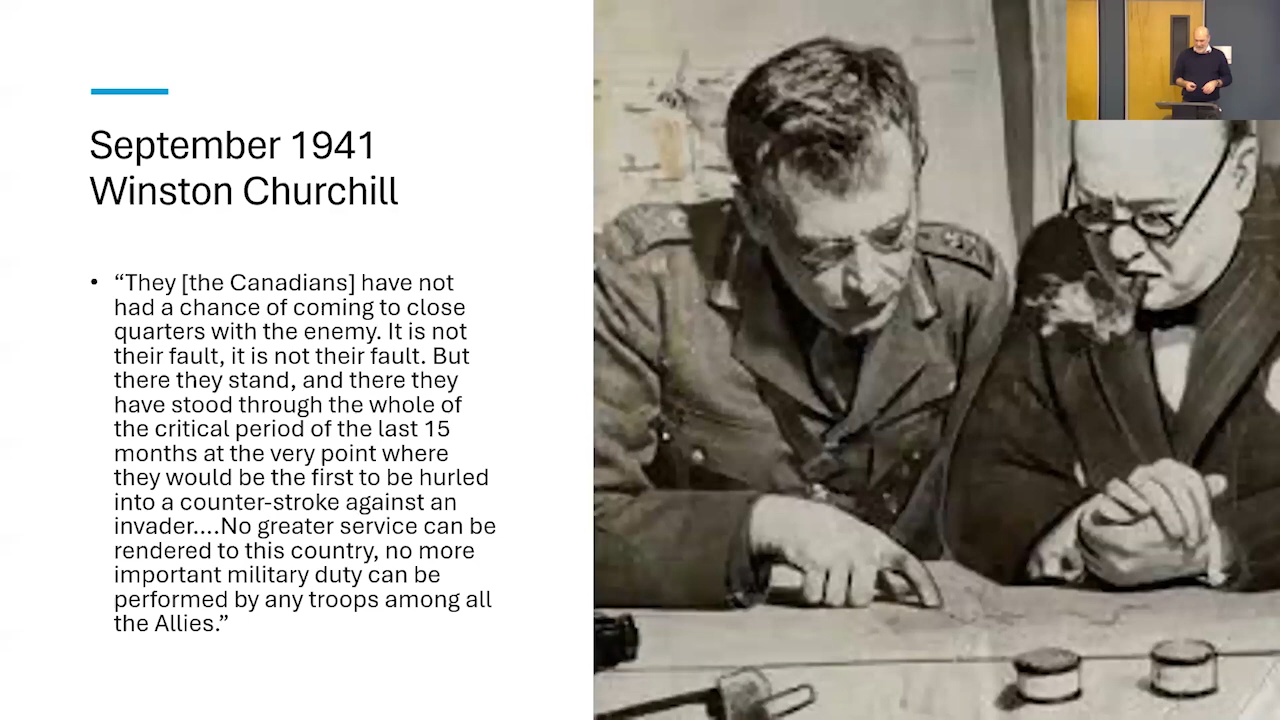 September 1941
Winston Churchill
• “They [the Canadians] have not
had a chance of coming to close
quarters with the enemy. It is not
their fault, it is not their fault. But
there they stand, and there they
have stood through the whole of
the critical period of the last 15
months at the very point where
they would be the first to be hurled
into a counter-stroke against an
invader....No greater service can be
rendered to this country, no more
important military duty can be
performed by any troops among all
the Allies.”